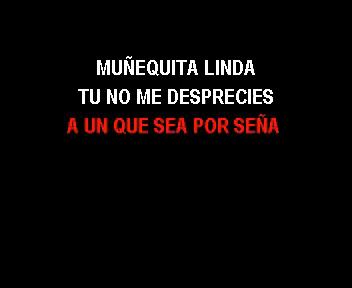 MUÑEQUITA LINDA
TU NO ME DESPRECIES
A UN QUE SEA POR SEÑA